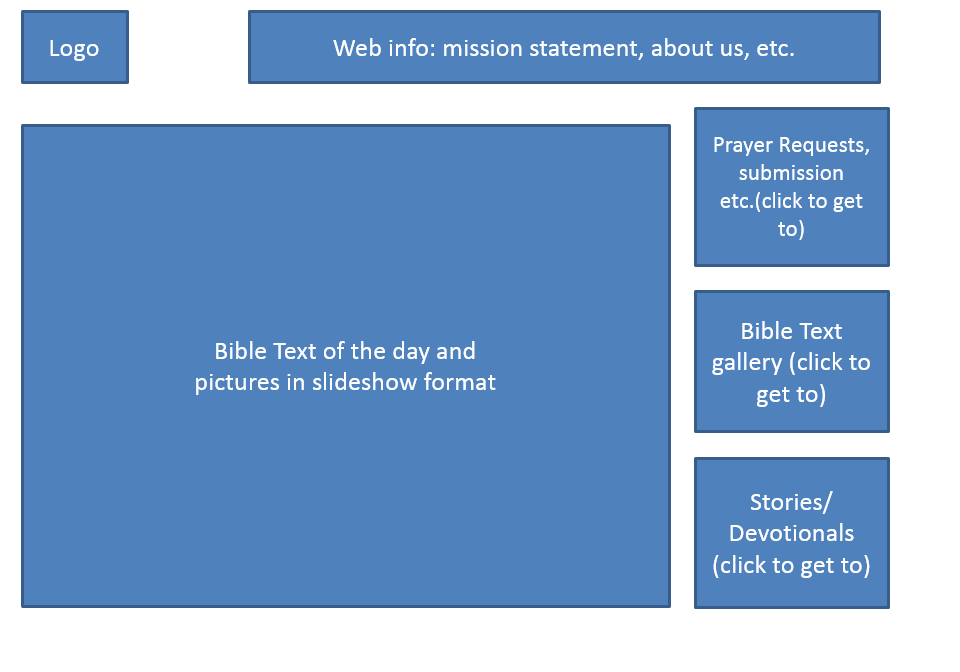 Logo
Web info: mission statement, about us, etc.
Prayer Requests,
submission
etc.(click to get
to)
Bible Text of the day and
pictures in slideshow format
Bible Text
gallery (click to
get to)
Stories/
Devotionals
(click to get to)